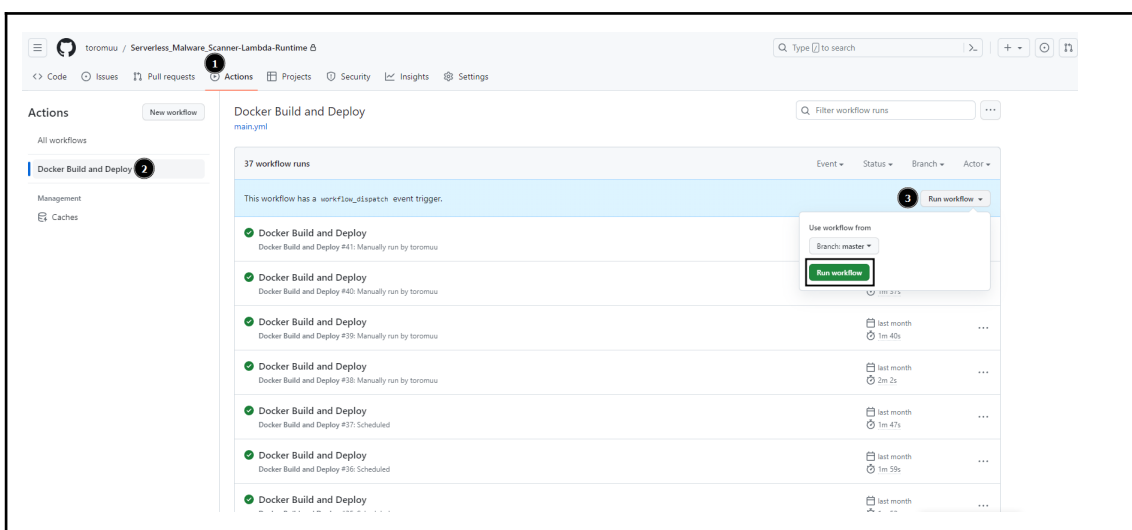 toromuu / Serverless_Malware_Scanner-Lambda-Runtime
Type / to search
1
Code Issues Pull requests Actions Projects Security Insights Settings
Actions
New workflow
Docker Build and Deploy
Filter workflow runs
main.yml
All workflows
Docker Build and Deploy 2
37 workflow runs
Event Status Branch Actor
Management
This workflow has a workflow_dispatch event trigger.
3 Run workflow
Caches
Use workflow from
Branch: master
Run workflow
Docker Build and Deploy
Docker Build and Deploy #41: Manually run by toromuu
Docker Build and Deploy
Docker Build and Deploy #40: Manually run by toromuu
Docker Build and Deploy
last month
Docker Build and Deploy #39: Manually run by toromuu
1m 40s
Docker Build and Deploy
last month
Docker Build and Deploy #38: Manually run by toromuu
2m 2s
Docker Build and Deploy
last month
Docker Build and Deploy #37: Scheduled
1m 47s
Docker Build and Deploy
last month
Docker Build and Deploy #36: Scheduled
1m 59s
Docker Build and Deploy
last month